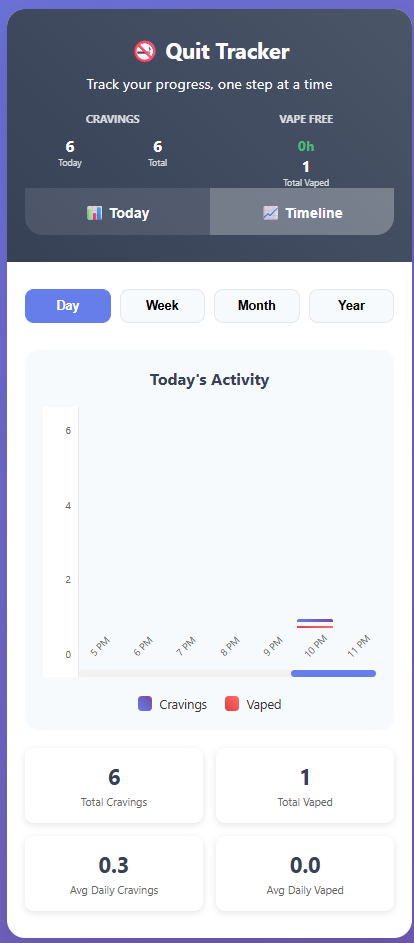 Quit Tracker
Track your progress, one step at a time
CRAVINGS
VAPE FREE
6
Today
6
Total
0h
1
Total Vaped
Today
Timeline
Day
Week
Month
Year
Today's Activity
6
4
2
0
5 PM
6 PM
7 PM
8 PM
9 PM
10 PM
11 PM
Cravings
Vaped
6
Total Cravings
1
Total Vaped
0.3
Avg Daily Cravings
0.0
Avg Daily Vaped